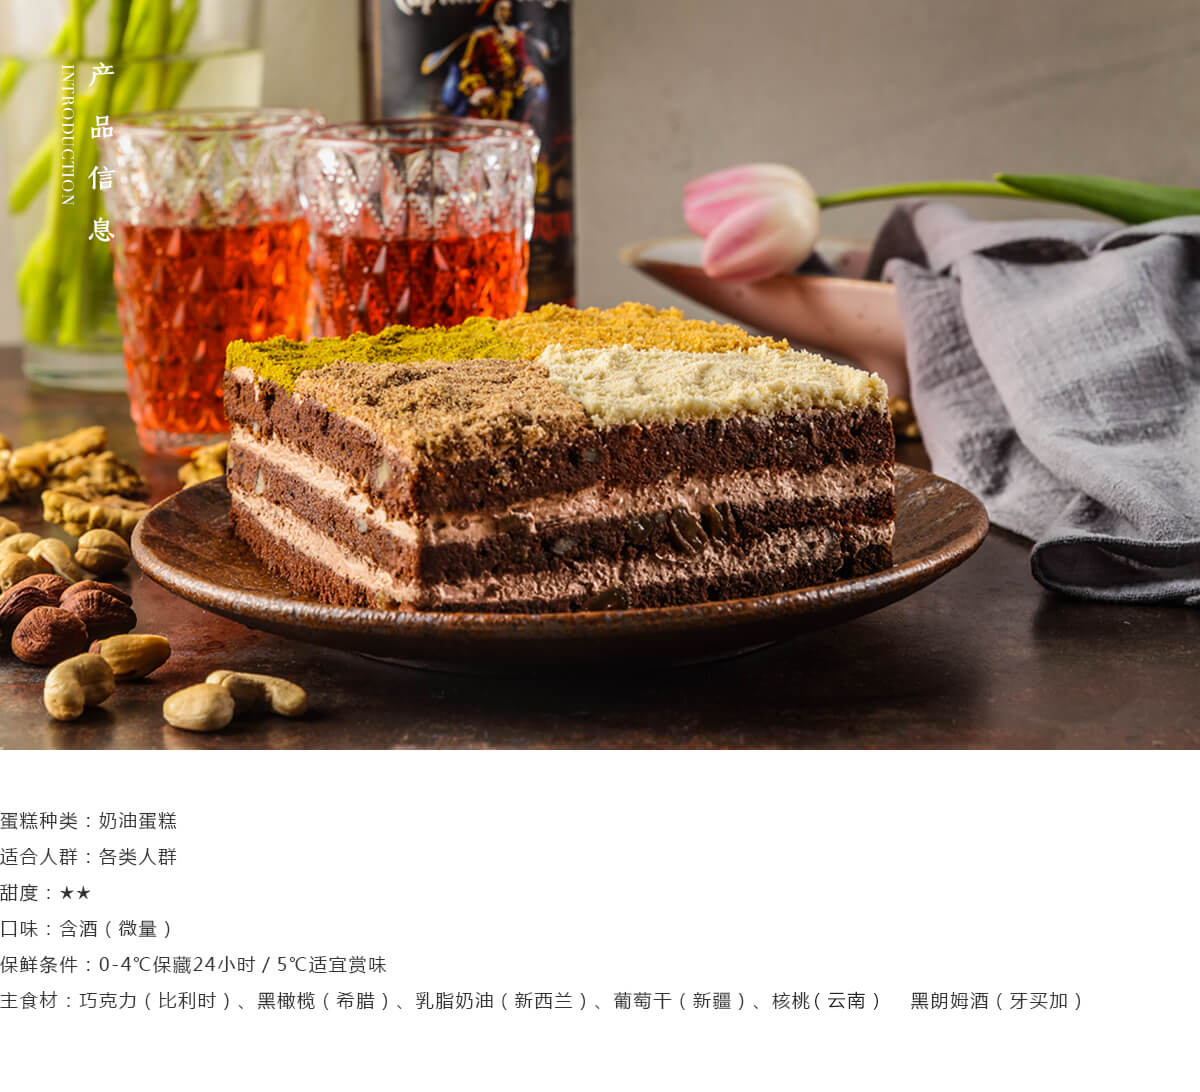 产品信息
INTRODUCTION
蛋糕种类：奶油蛋糕
适合人群：各类人群
甜度：★★
口味：含酒（微量）
保鲜条件：0-4℃保藏24小时 / 5℃适宜赏味
主食材：巧克力（比利时）、黑橄榄（希腊）、乳脂奶油（新西兰）、葡萄干（新疆）、核桃( 云南 ） 黑朗姆酒（牙买加）